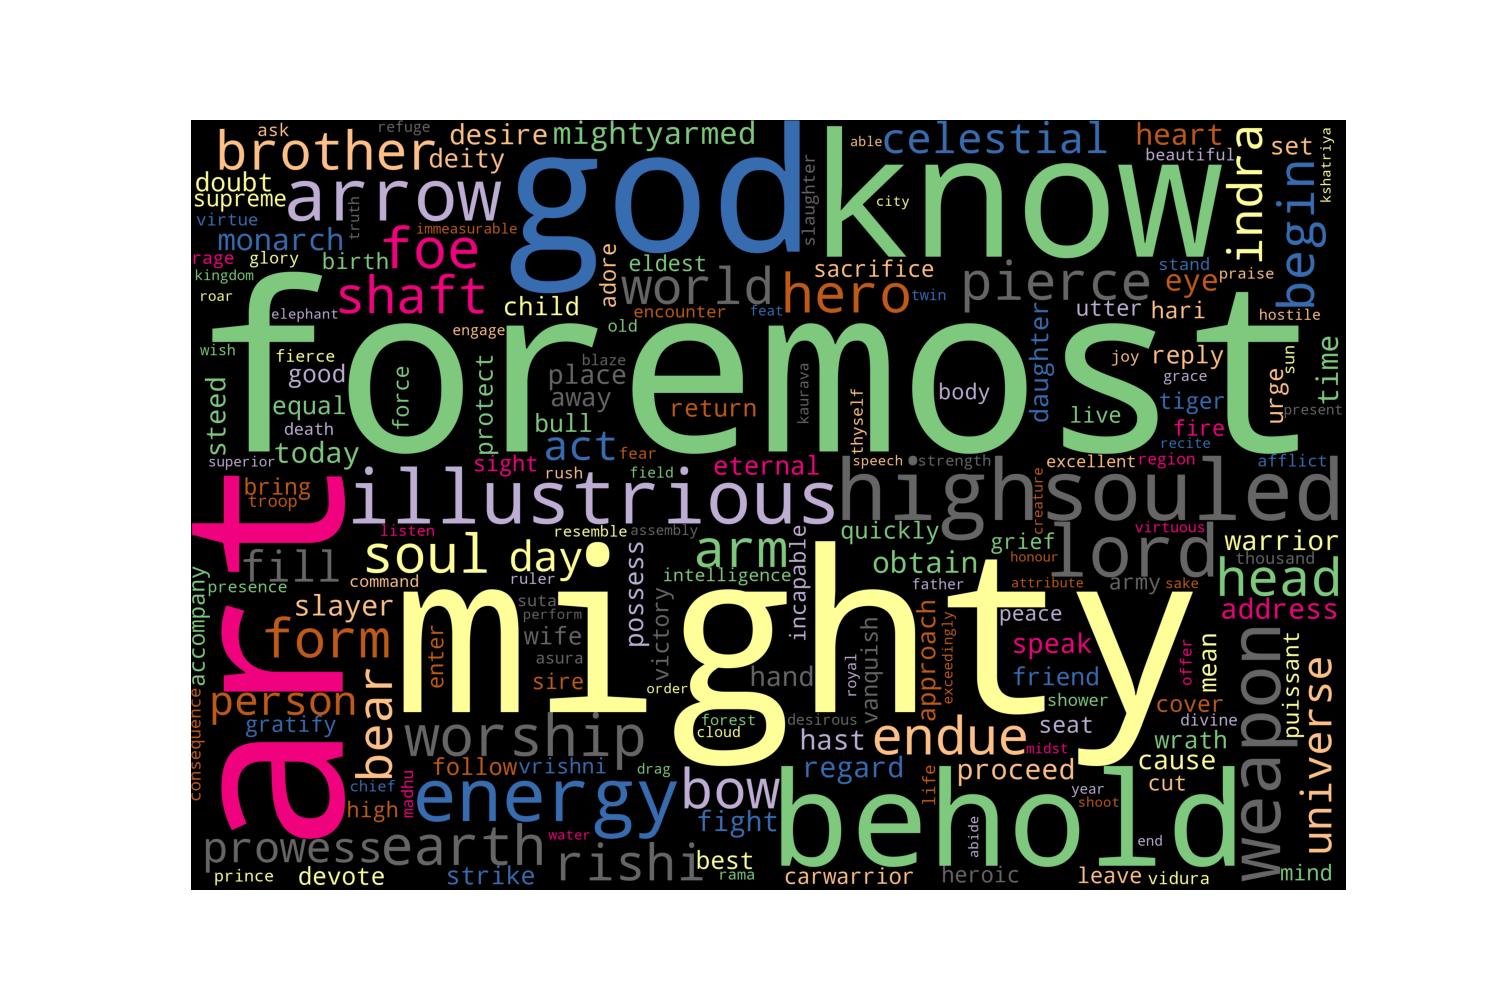 ask refuge desire mightyarmed god able celestial heart indra set kshatriya
brother deity know beautiful
doubt arrow slaughter city begin
supreme truth
virtue monarch immeasurable foe
rage glory birth adore eldest world sacrifice pierce stand praise
kingdom shaft hero twin eye
roar elephant child encounter feat utter hari hostile
foremost engage old
wish fierce blaze daughter joy reply sun time
steed good force protect place kaurava thyself body grace urge
equal away return live tiger present
death bull fire
today act fear recite
superior sight rush field eternal speech strength excellent region afflict
bring illustrious highsouled creature
troop
art listen resemble assembly incapable quickly virtuous
fill soul day possess arm grief lord warrior
accompany presence command ruler intelligence mighty obtain honour thousand head
father attribute army sake
slayer suta peace address
form enter perform victory approach exceedingly speak weapon
wife vanquish mean puissant
asura royal offer
person sire order hand friend universe
consequence bear shower cover
gratify worship forest desirous seat divine
cloud hast endue midst wrath
follow vrishni drag regard life proceed cause
chief madhu energy bow behold year cut
high fight shoot
water abide end
prowess earth rishi best
prince devote strike rama carwarrior heroic leave vidura mind